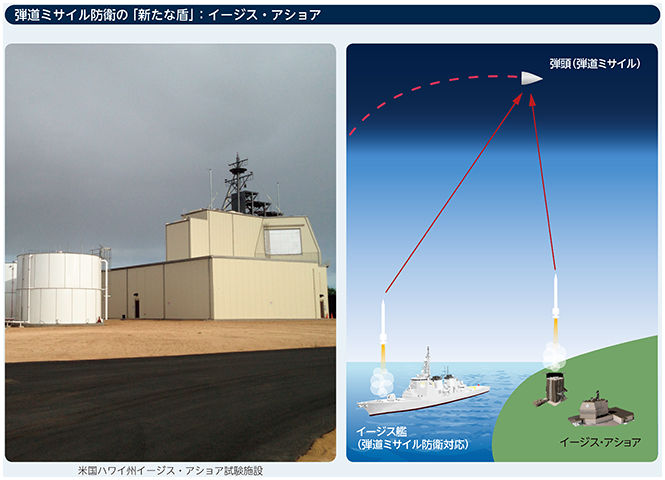 弾道ミサイル防衛の「新たな盾」：イージス・アショア
弾頭（弾道ミサイル）
イージス艦
（弾道ミサイル防衛対応）
イージス・アショア
米国ハワイ州イージス・アショア試験施設